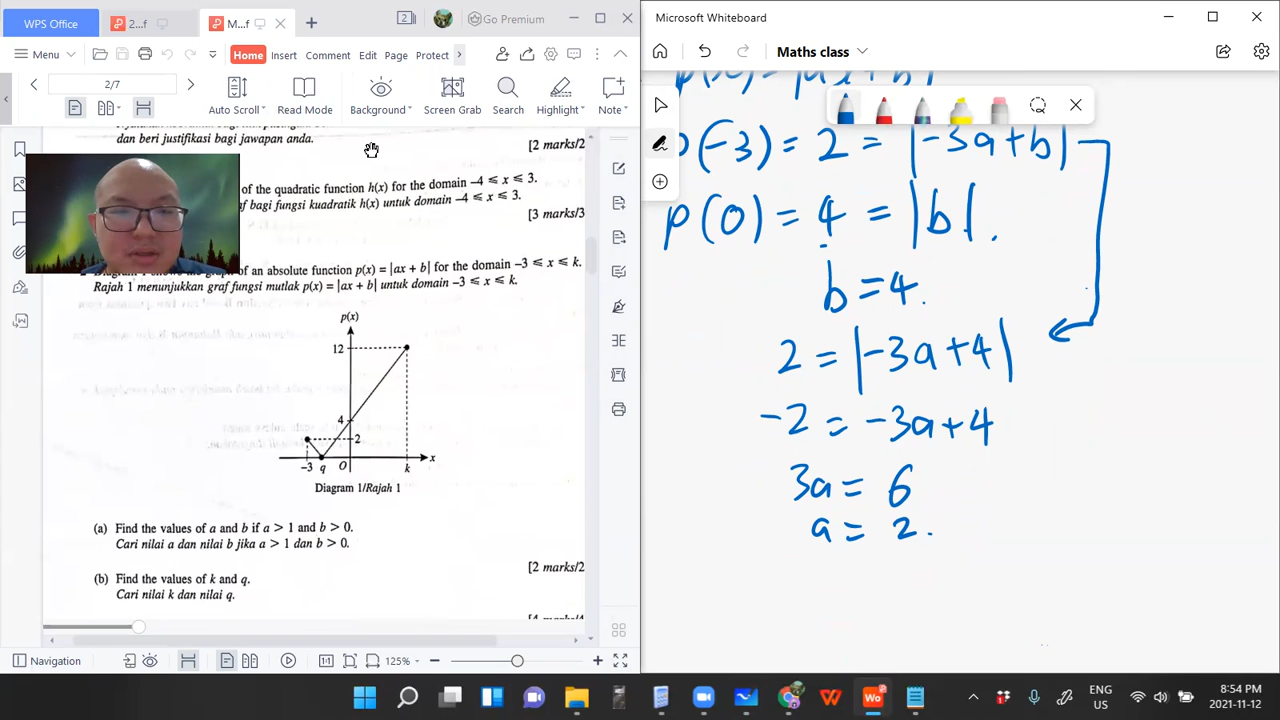 WPS Office
2...f
M...f
2
Go Premium
Menu
Home
Insert
Comment
Edit
Page
Protect
2/7
Auto Scroll
Read Mode
Background
Screen Grab
Search
Highlight
Note
dan beri justifikasi bagi jawapan anda.
[2 marks/2
of the quadratic function h(x) for the domain −4 ≤ x ≤ 3.
af bagi fungsi kuadratik h(x) untuk domain −4 ≤ x ≤ 3.
[3 marks/3
of an absolute function p(x) = |ax + b| for the domain −3 ≤ x ≤ k.
Rajah 1 menunjukkan graf fungsi mutlak p(x) = |ax + b| untuk domain −3 ≤ x ≤ k.
p(x)
12
4
2
−3 q O k x
Diagram 1/Rajah 1
(a) Find the values of a and b if a > 1 and b > 0.
Cari nilai a dan nilai b jika a > 1 dan b > 0.
[2 marks/2
(b) Find the values of k and q.
Cari nilai k dan nilai q.
Navigation
1:1
125%
Microsoft Whiteboard
Maths class
p(-3) = 2 = |-3a+b|
p(0) = 4 = |b|.
b = 4.
2 = |-3a+4|
-2 = -3a+4
3a = 6
a = 2.
Wo
ENG
US
8:54 PM
2021-11-12